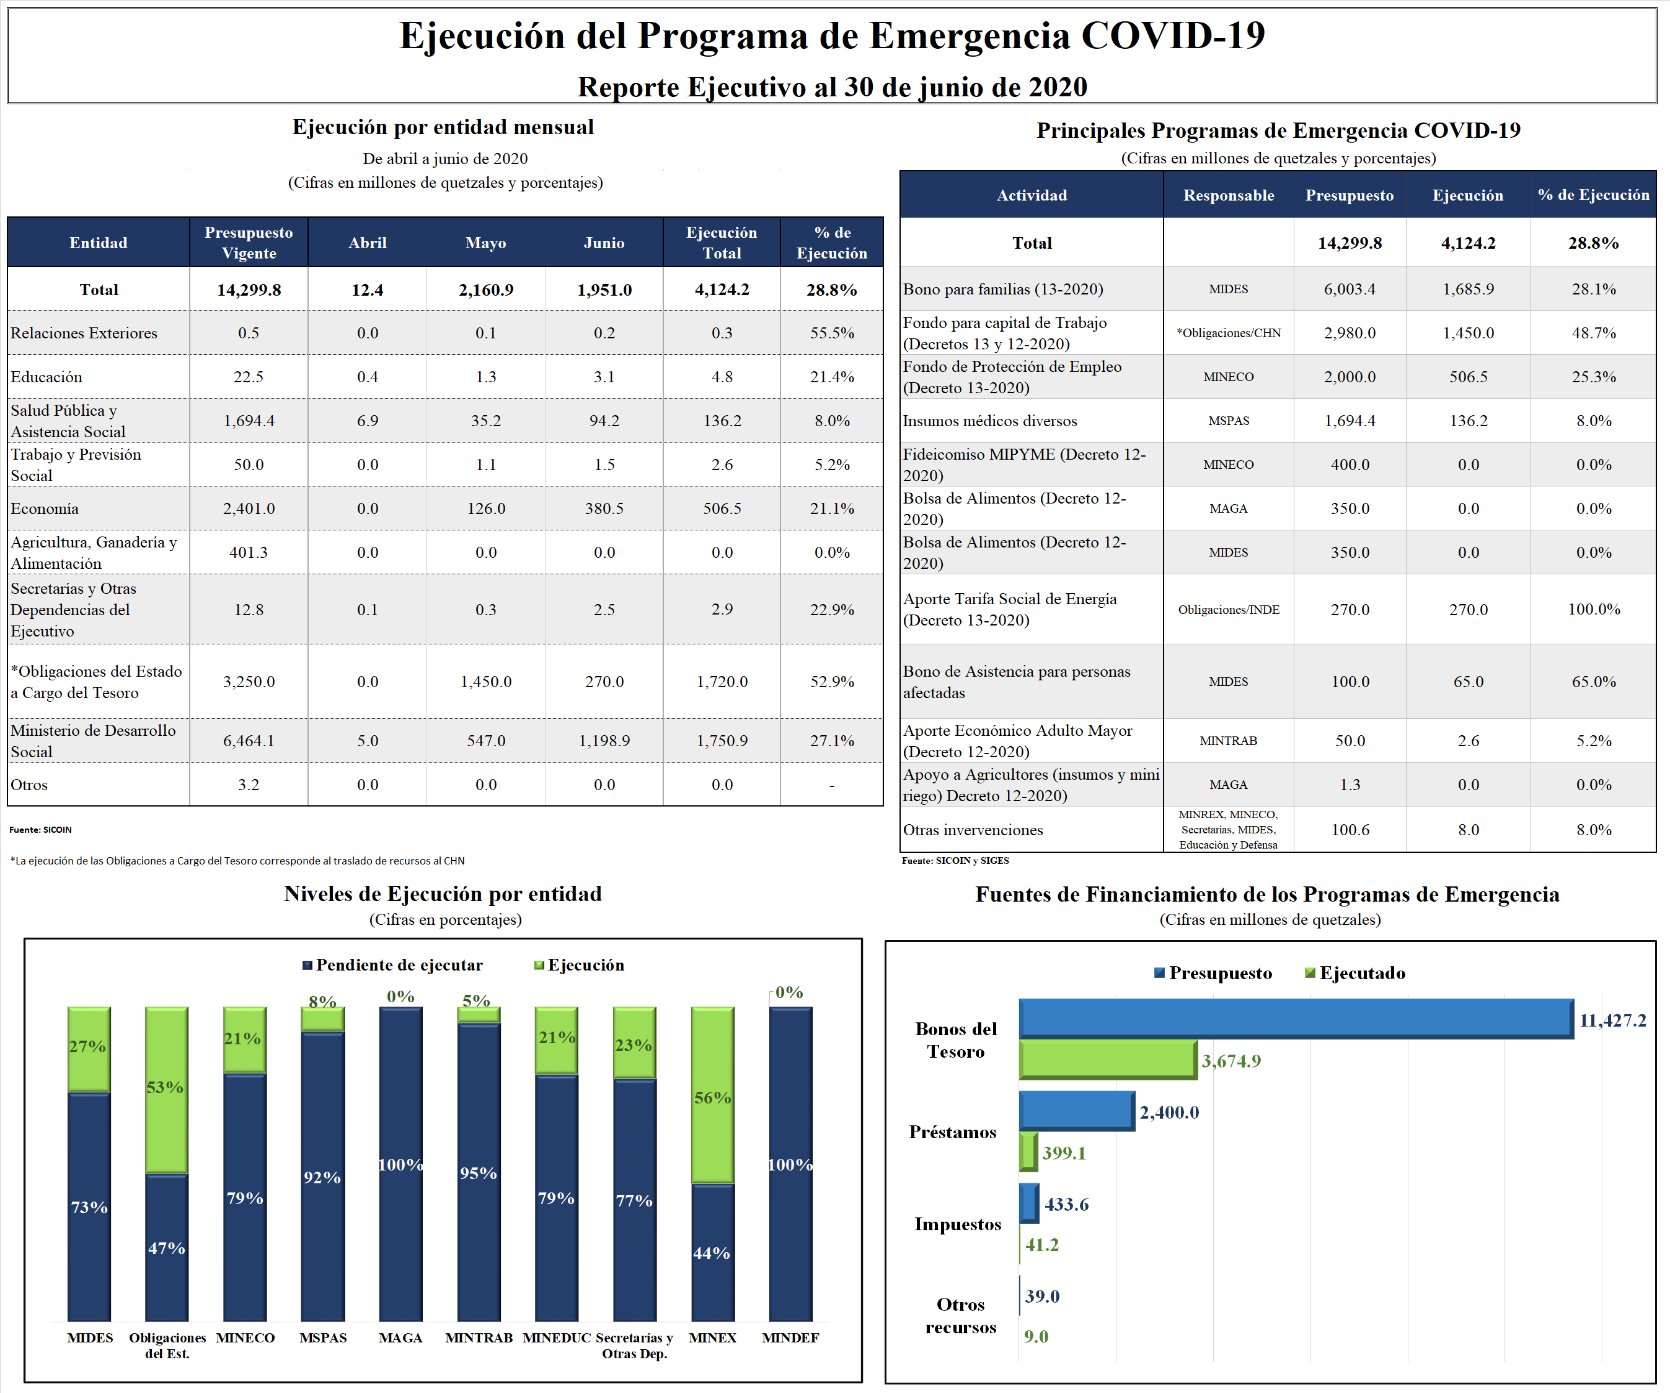 Ejecución del Programa de Emergencia COVID-19
Reporte Ejecutivo al 30 de junio de 2020
Ejecución por entidad mensual
De abril a junio de 2020
(Cifras en millones de quetzales y porcentajes)
Entidad Presupuesto Vigente Abril Mayo Junio Ejecución Total % de Ejecución
Total 14,299.8 12.4 2,160.9 1,951.0 4,124.2 28.8%
Relaciones Exteriores 0.5 0.0 0.1 0.2 0.3 55.5%
Educación 22.5 0.4 1.3 3.1 4.8 21.4%
Salud Pública y Asistencia Social 1,694.4 6.9 35.2 94.2 136.2 8.0%
Trabajo y Previsión Social 50.0 0.0 1.1 1.5 2.6 5.2%
Economía 2,401.0 0.0 126.0 380.5 506.5 21.1%
Agricultura, Ganadería y Alimentación 401.3 0.0 0.0 0.0 0.0 0.0%
Secretarías y Otras Dependencias del Ejecutivo 12.8 0.1 0.3 2.5 2.9 22.9%
*Obligaciones del Estado a Cargo del Tesoro 3,250.0 0.0 1,450.0 270.0 1,720.0 52.9%
Ministerio de Desarrollo Social 6,464.1 5.0 547.0 1,198.9 1,750.9 27.1%
Otros 3.2 0.0 0.0 0.0 0.0 -
Fuente: SICOIN
*La ejecución de las Obligaciones a Cargo del Tesoro corresponde al traslado de recursos al CHN
Principales Programas de Emergencia COVID-19
(Cifras en millones de quetzales y porcentajes)
Actividad Responsable Presupuesto Ejecución % de Ejecución
Total 14,299.8 4,124.2 28.8%
Bono para familias (13-2020) MIDES 6,003.4 1,685.9 28.1%
Fondo para capital de Trabajo (Decretos 13 y 12-2020) *Obligaciones/CHN 2,980.0 1,450.0 48.7%
Fondo de Protección de Empleo (Decreto 13-2020) MINECO 2,000.0 506.5 25.3%
Insumos médicos diversos MSPAS 1,694.4 136.2 8.0%
Fideicomiso MIPYME (Decreto 12-2020) MINECO 400.0 0.0 0.0%
Bolsa de Alimentos (Decreto 12-2020) MAGA 350.0 0.0 0.0%
Bolsa de Alimentos (Decreto 12-2020) MIDES 350.0 0.0 0.0%
Aporte Tarifa Social de Energía (Decreto 13-2020) Obligaciones/INDE 270.0 270.0 100.0%
Bono de Asistencia para personas afectadas MIDES 100.0 65.0 65.0%
Aporte Económico Adulto Mayor (Decreto 12-2020) MINTRAB 50.0 2.6 5.2%
Apoyo a Agricultores (insumos y mini riego) Decreto 12-2020) MAGA 1.3 0.0 0.0%
Otras invervenciones MINREX, MINECO, Secretarias, MIDES, Educación y Defensa 100.6 8.0 8.0%
Fuente: SICOIN y SIGES
Niveles de Ejecución por entidad
(Cifras en porcentajes)
Pendiente de ejecutar Ejecución
27% 53% 21% 8% 0% 5% 21% 23% 56% 0%
73% 47% 79% 92% 100% 95% 79% 77% 44% 100%
MIDES Obligaciones del Est. MINECO MSPAS MAGA MINTRAB MINEDUC Secretarías y Otras Dep. MINEX MINDEF
Fuentes de Financiamiento de los Programas de Emergencia
(Cifras en millones de quetzales)
Presupuesto Ejecutado
Bonos del Tesoro 11,427.2 3,674.9
Préstamos 2,400.0 399.1
Impuestos 433.6 41.2
Otros recursos 39.0 9.0